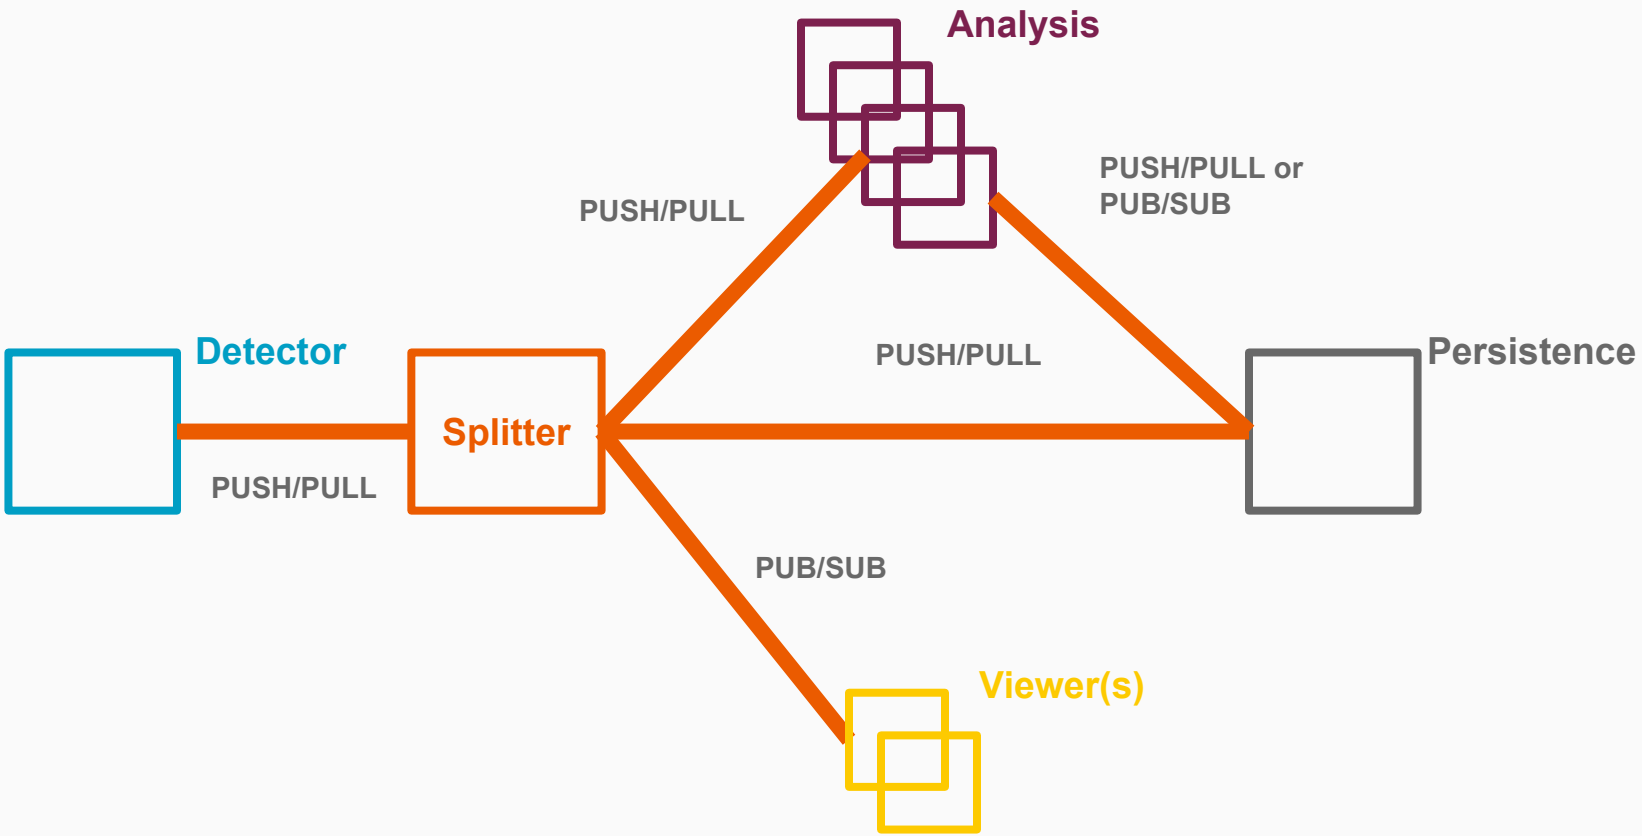 Analysis
PUSH/PULL or
PUB/SUB
PUSH/PULL
Detector
PUSH/PULL
Persistence
Splitter
PUSH/PULL
PUB/SUB
Viewer(s)